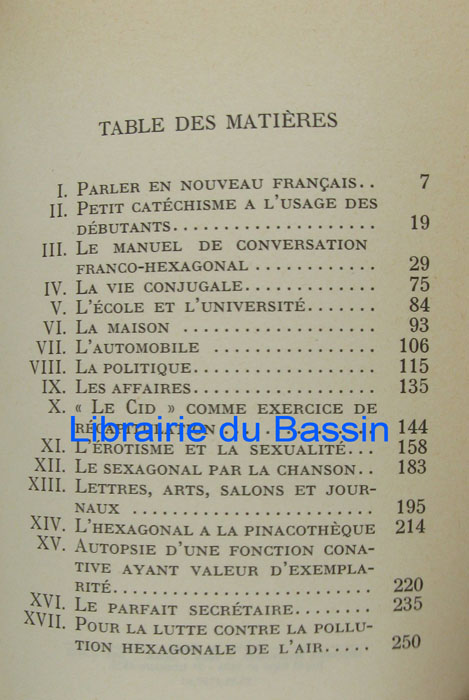 TABLE DES MATIÈRES
I. PARLER EN NOUVEAU FRANÇAIS.. 7
II. PETIT CATÉCHISME A L'USAGE DES
DÉBUTANTS.................. 19
III. LE MANUEL DE CONVERSATION
FRANCO-HEXAGONAL ........... 29
IV. LA VIE CONJUGALE............ 75
V. L'ÉCOLE ET L'UNIVERSITÉ....... 84
VI. LA MAISON ................. 93
VII. L'AUTOMOBILE ............... 106
VIII. LA POLITIQUE................ 115
IX. LES AFFAIRES................ 135
X. « LE CID » COMME EXERCICE DE
RÉCAPITULATION ............. 144
Librairie du Bassin
XI. L'ÉROTISME ET LA SEXUALITÉ... 158
XII. LE SEXAGONAL PAR LA CHANSON.. 183
XIII. LETTRES, ARTS, SALONS ET JOUR-
NAUX ..................... 195
XIV. L'HEXAGONAL A LA PINACOTHÈQUE 214
XV. AUTOPSIE D'UNE FONCTION CONA-
TIVE AYANT VALEUR D'EXEMPLA-
RITÉ....................... 220
XVI. LE PARFAIT SECRÉTAIRE........ 235
XVII. POUR LA LUTTE CONTRE LA POLLU-
TION HEXAGONALE DE L'AIR..... 250